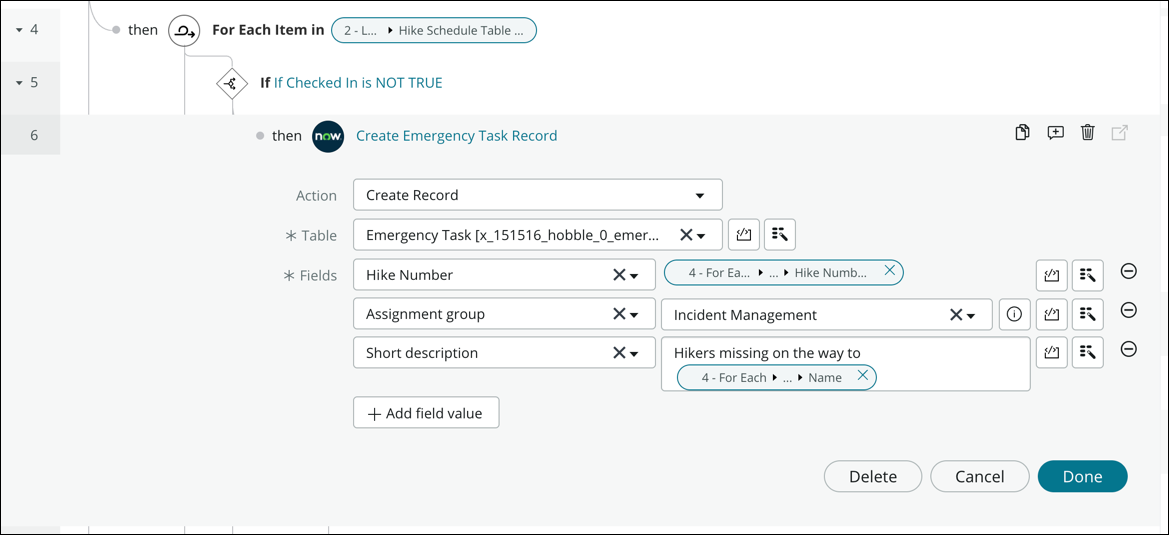 4 then For Each Item in 2 - L... Hike Schedule Table ...
5 If If Checked In is NOT TRUE
6 then now Create Emergency Task Record
Action Create Record
* Table Emergency Task [x_151516_hobble_0_emer...
* Fields Hike Number 4 - For Ea... ... Hike Numb...
Assignment group Incident Management
Short description Hikers missing on the way to
4 - For Each ... Name
+ Add field value
Delete Cancel Done